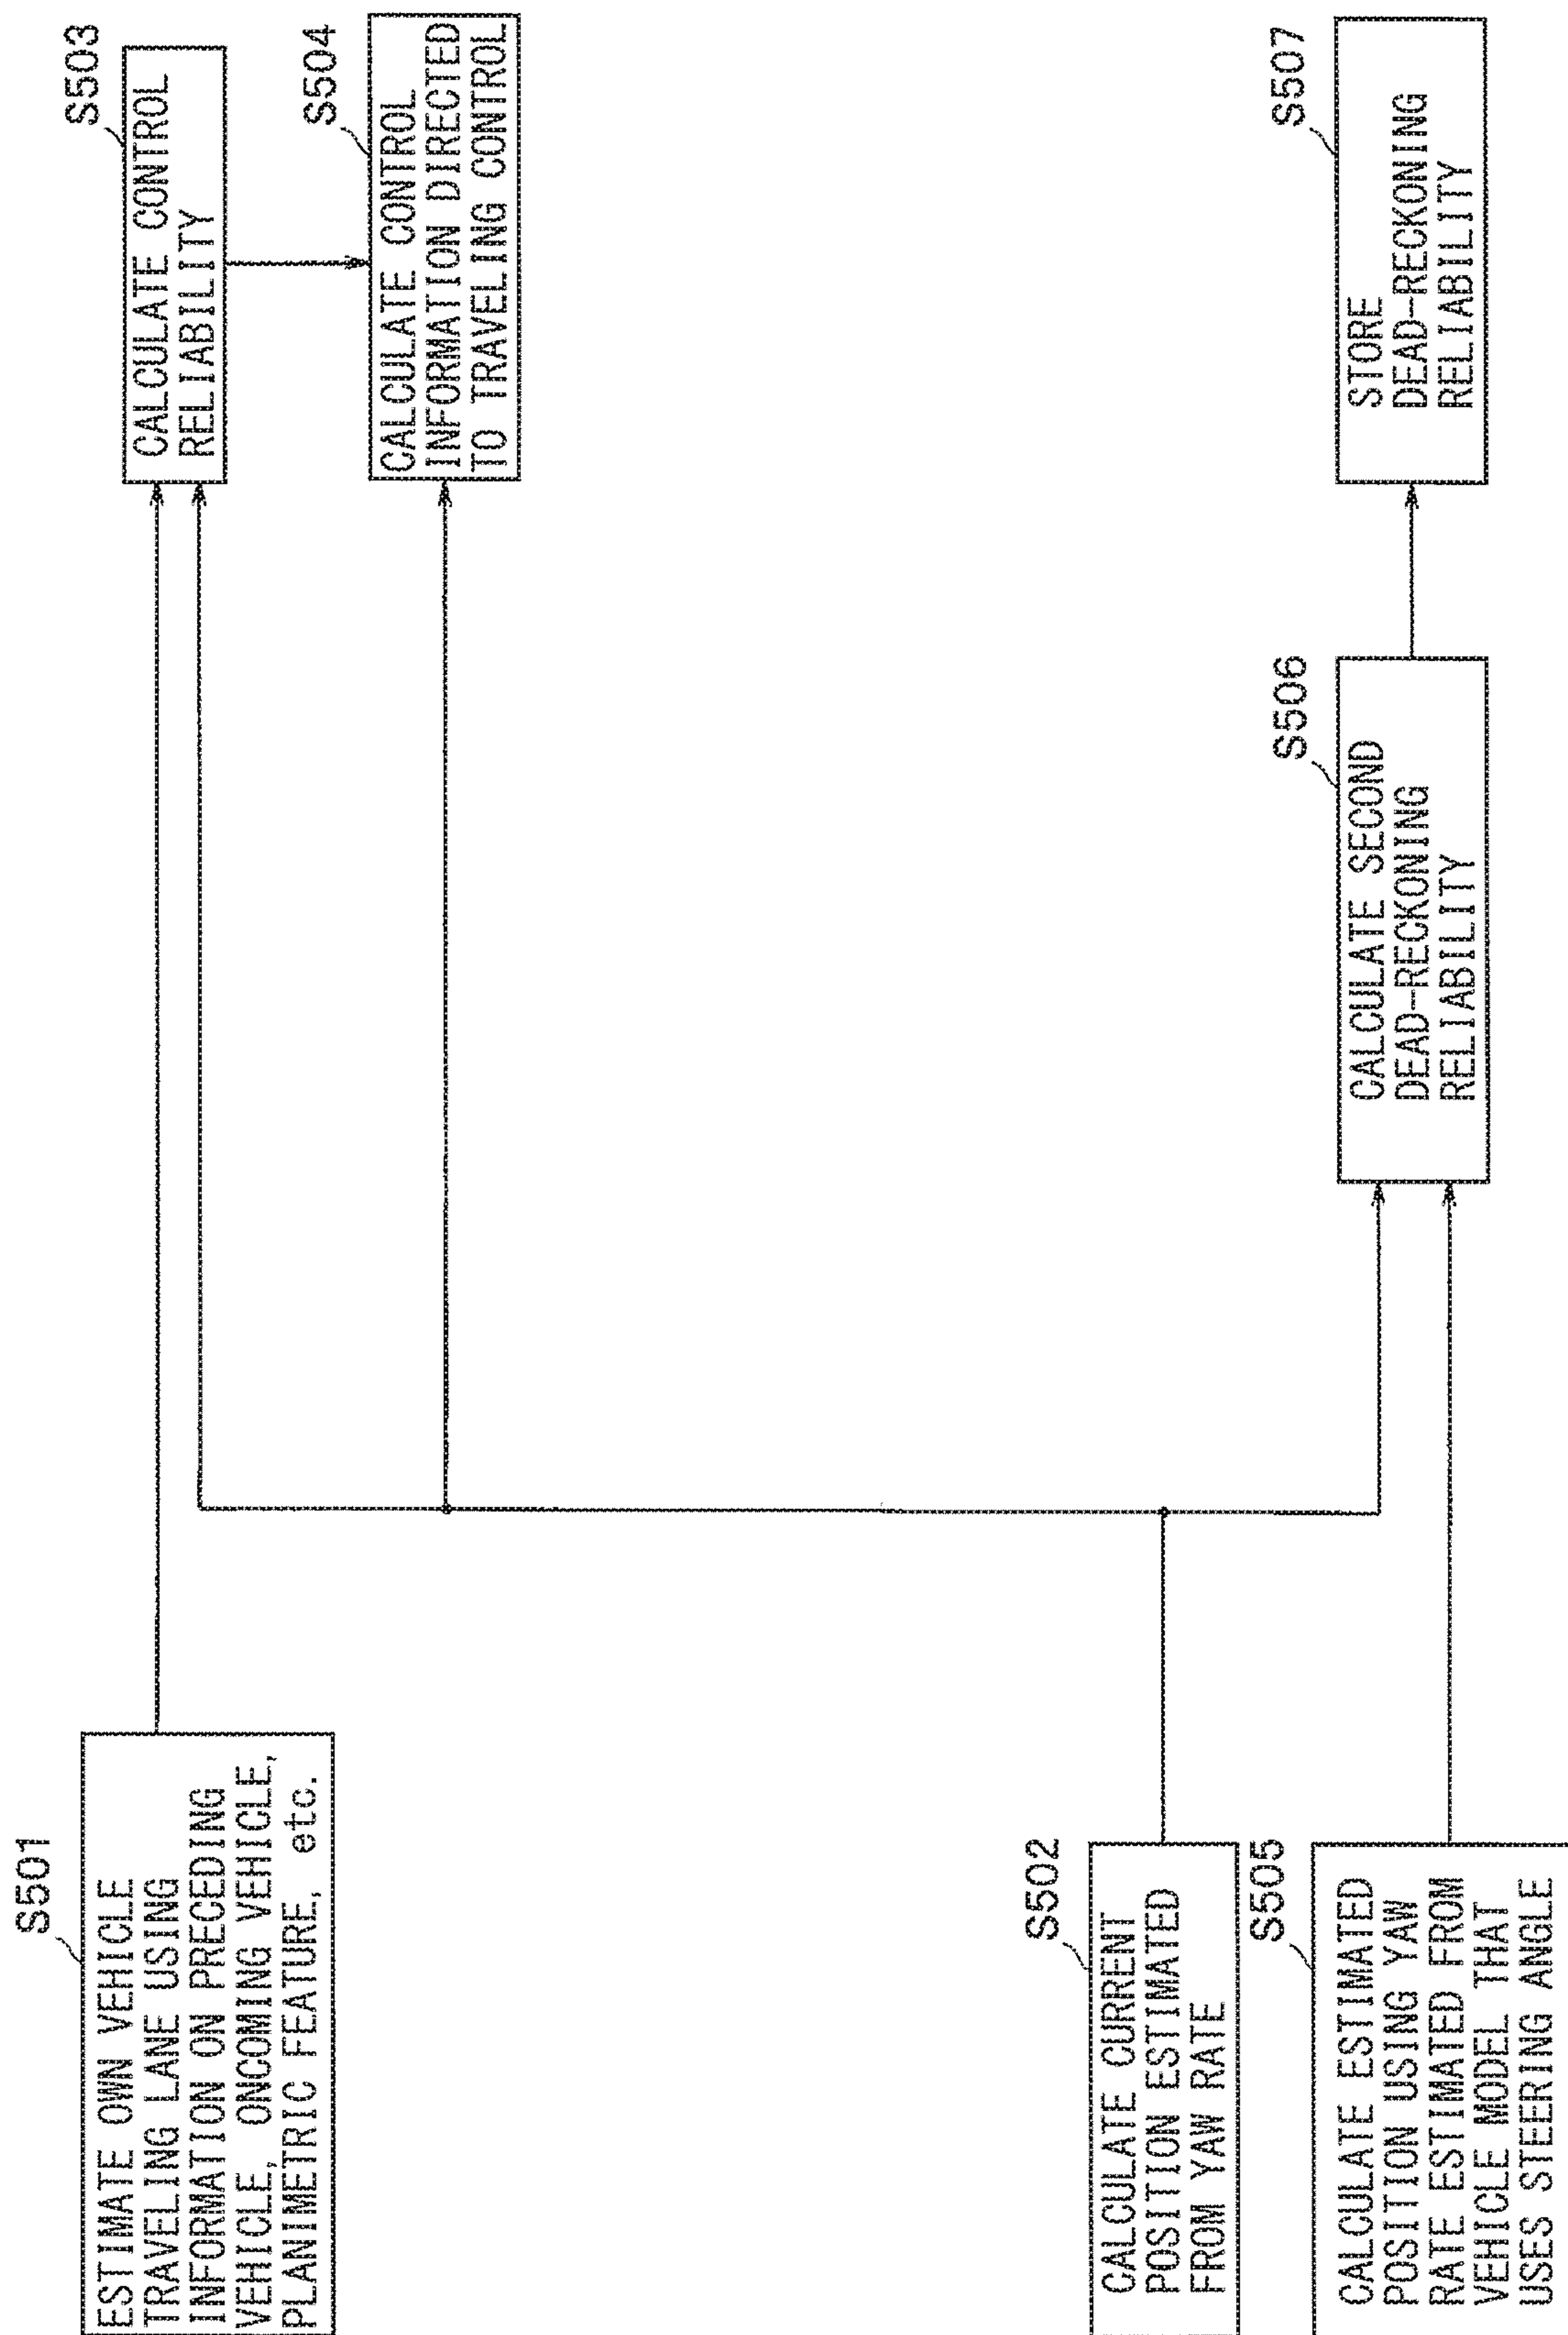 S501
ESTIMATE OWN VEHICLE
TRAVELING LANE USING
INFORMATION ON PRECEDING
VEHICLE, ONCOMING VEHICLE,
PLANIMETRIC FEATURE, etc.
S503
CALCULATE CONTROL
RELIABILITY
S504
CALCULATE CONTROL
INFORMATION DIRECTED
TO TRAVELING CONTROL
S502
CALCULATE CURRENT
POSITION ESTIMATED
FROM YAW RATE
S505
CALCULATE ESTIMATED
POSITION USING YAW
RATE ESTIMATED FROM
VEHICLE MODEL THAT
USES STEERING ANGLE
S506
CALCULATE SECOND
DEAD-RECKONING
RELIABILITY
S507
STORE
DEAD-RECKONING
RELIABILITY